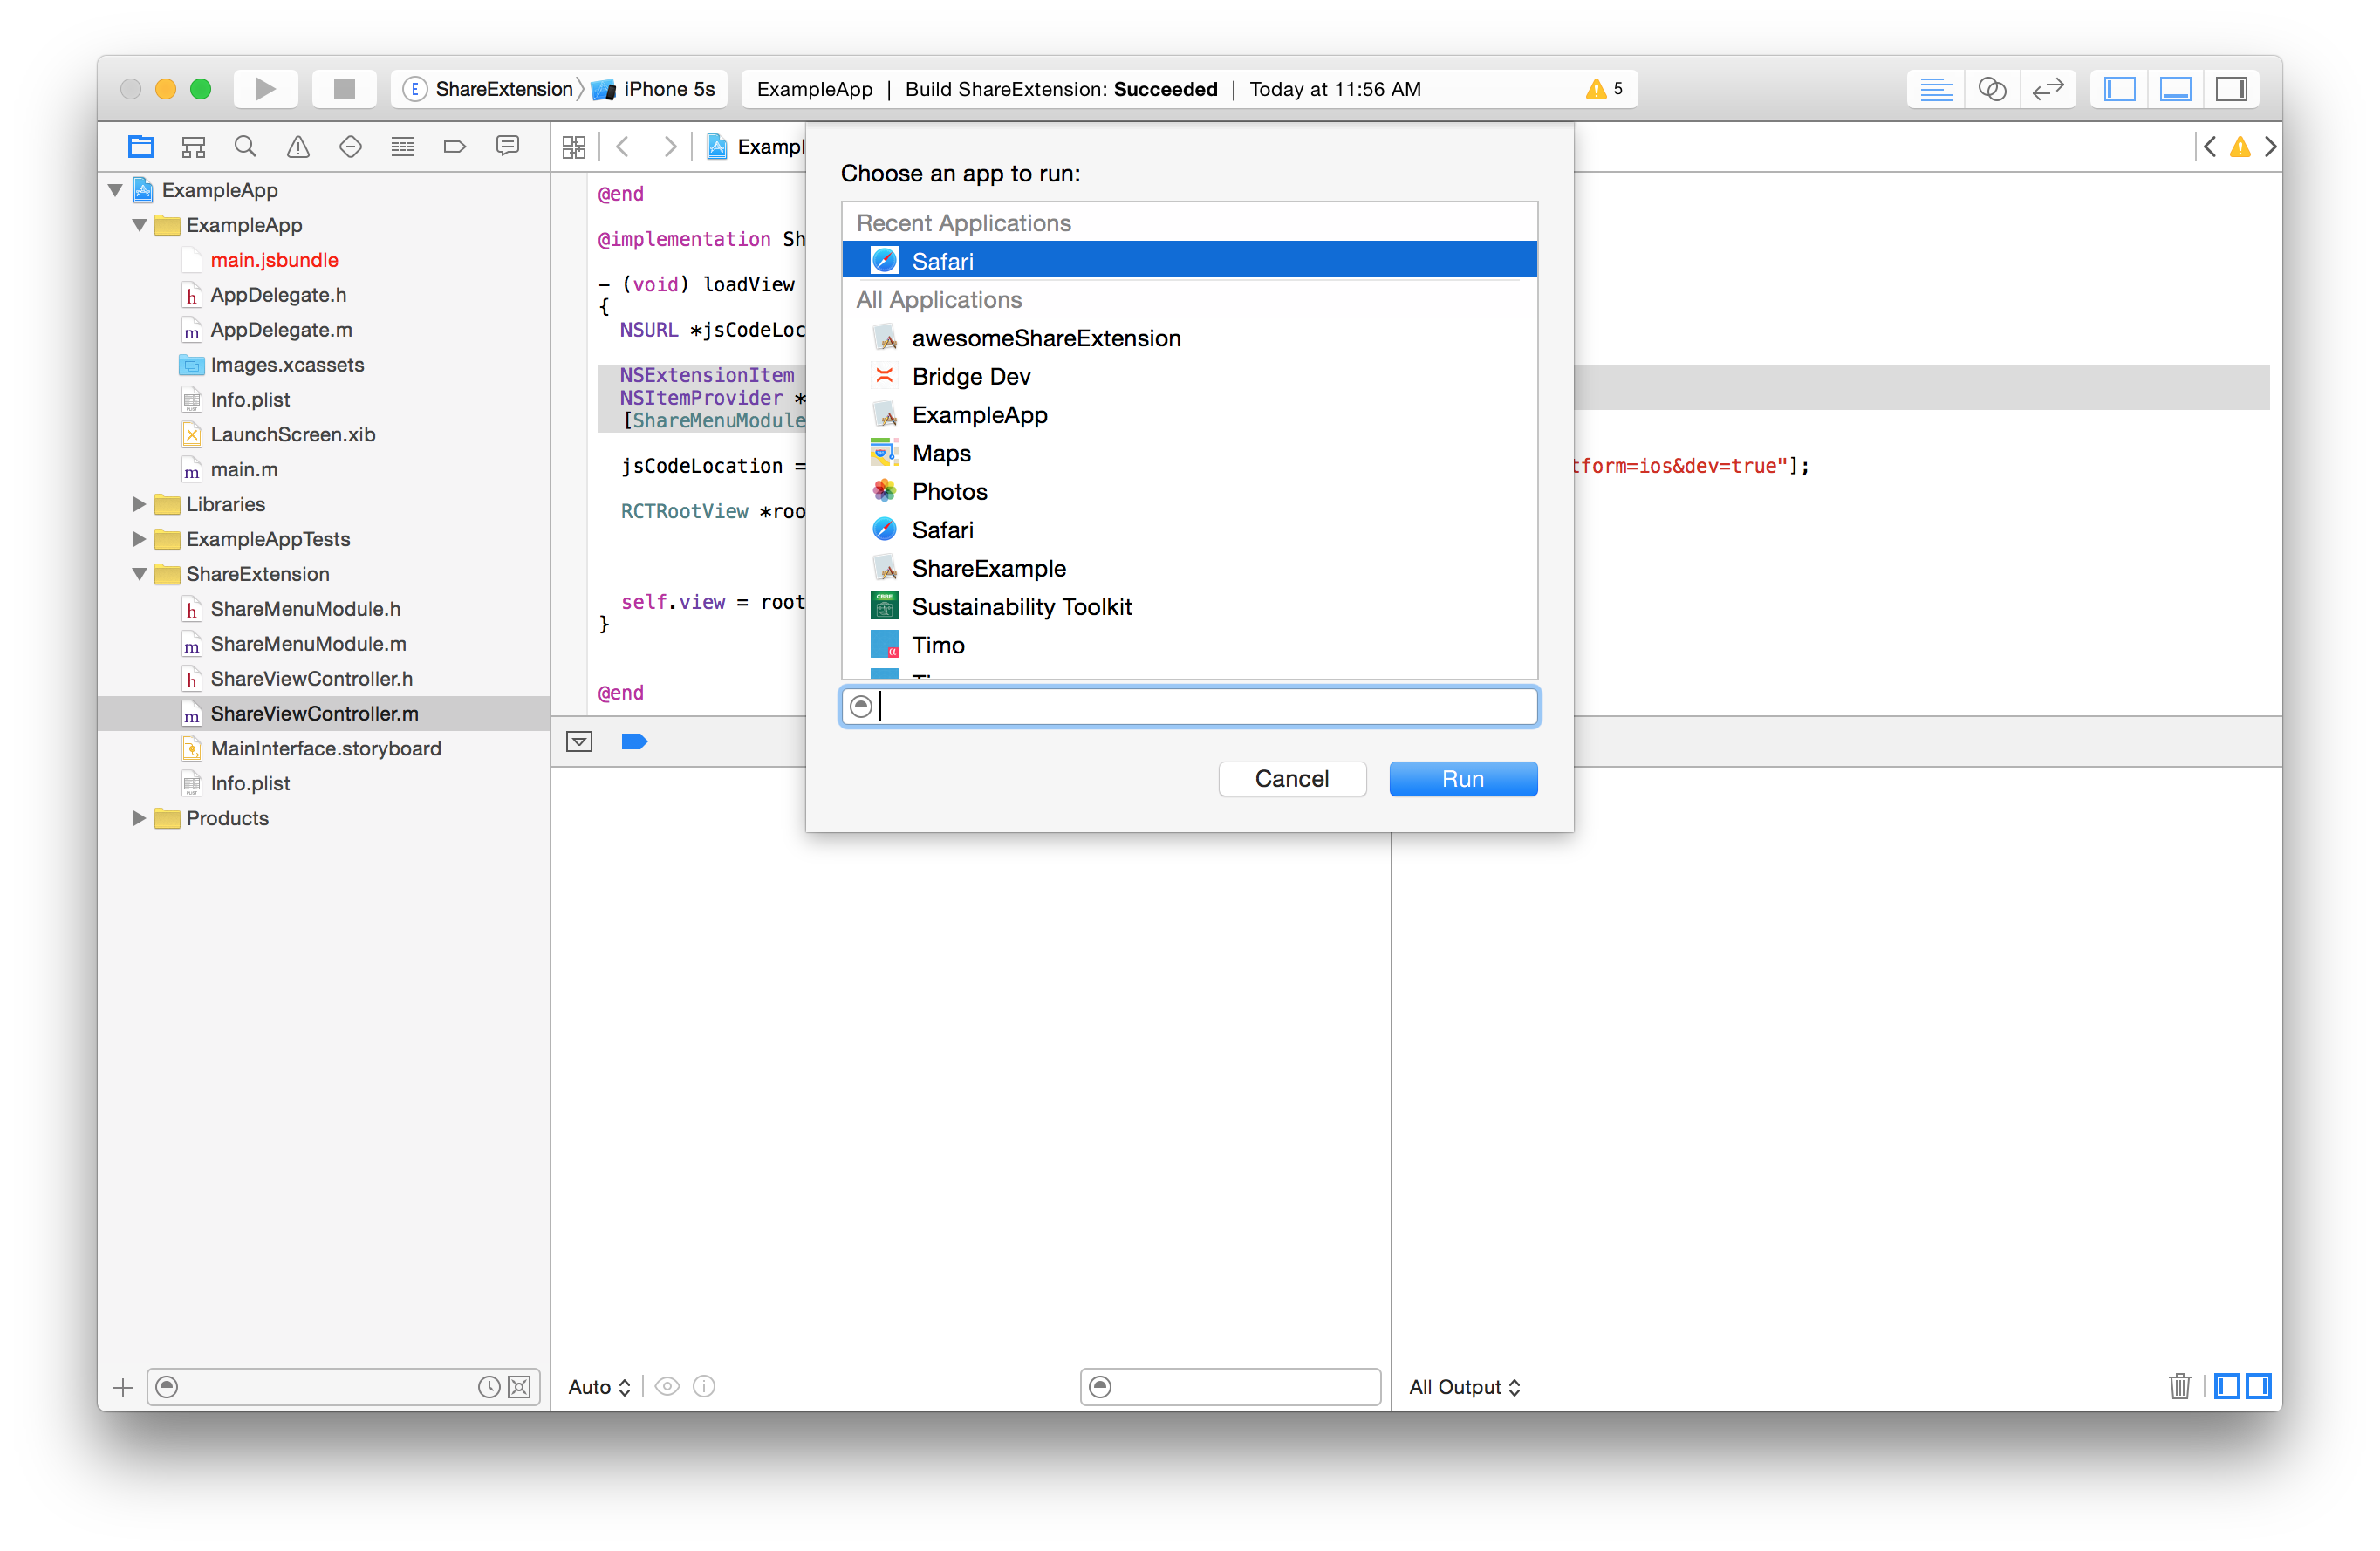 ShareExtension iPhone 5s
ExampleApp | Build ShareExtension: Succeeded | Today at 11:56 AM
5
Exampl
ExampleApp
ExampleApp
main.jsbundle
AppDelegate.h
AppDelegate.m
Images.xcassets
Info.plist
LaunchScreen.xib
main.m
Libraries
ExampleAppTests
ShareExtension
ShareMenuModule.h
ShareMenuModule.m
ShareViewController.h
ShareViewController.m
MainInterface.storyboard
Info.plist
Products
@end
@implementation Sh
- (void) loadView
{
NSURL *jsCodeLoc
NSExtensionItem
NSItemProvider *
[ShareMenuModule
jsCodeLocation =
tform=ios&dev=true"];
RCTRootView *roo
self.view = root
}
@end
Choose an app to run:
Recent Applications
Safari
All Applications
awesomeShareExtension
Bridge Dev
ExampleApp
Maps
Photos
Safari
ShareExample
Sustainability Toolkit
Timo
Cancel
Run
Auto
All Output